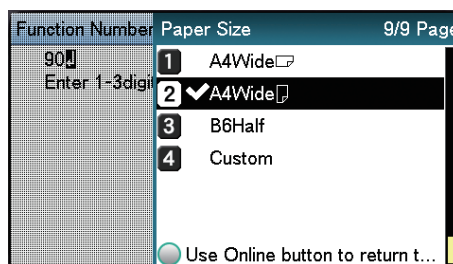 Function Number Paper Size 9/9 Page
90
Enter 1-3digit
1 A4Wide
2 A4Wide
3 B6Half
4 Custom
Use Online button to return t...